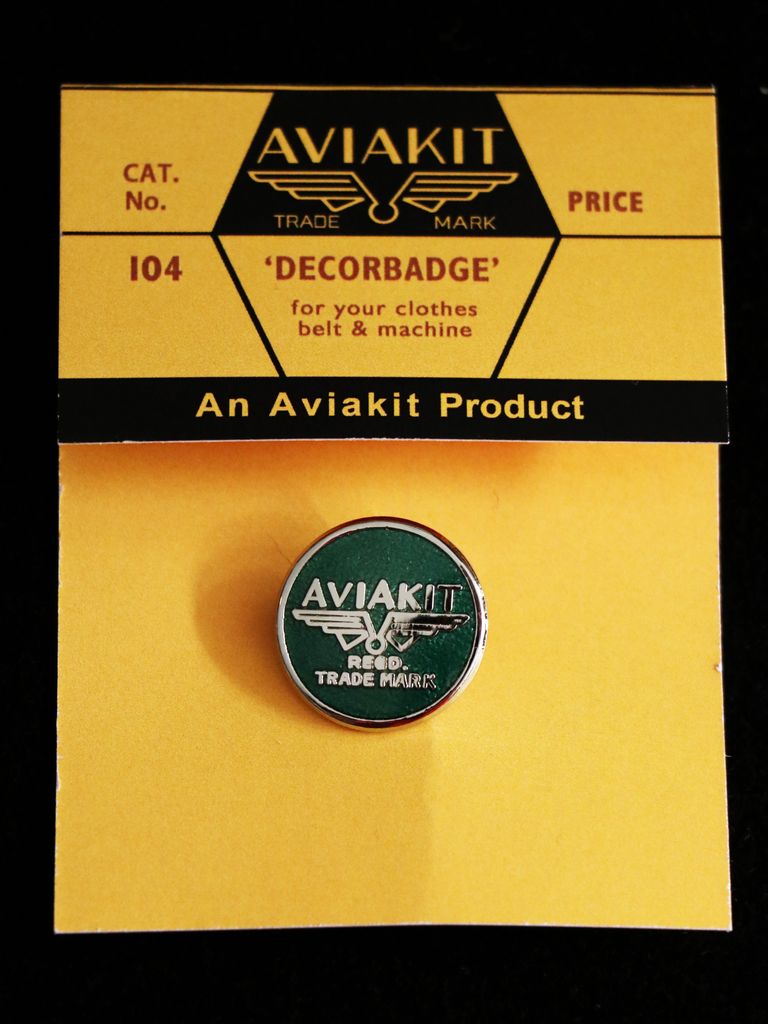 AVIAKIT
TRADE MARK
CAT.
No.
PRICE
104
'DECORBADGE'
for your clothes
belt & machine
An Aviakit Product
AVIAKIT
REGD.
TRADE MARK